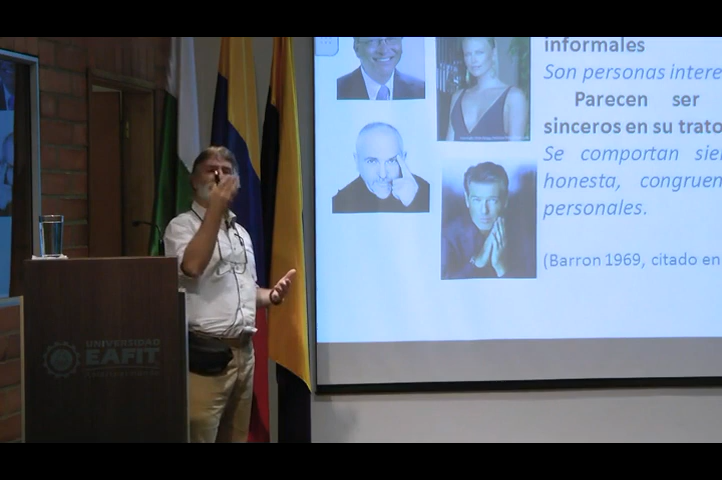 informales
Son personas intere
Parecen ser
sinceros en su trato
Se comportan sie
honesta, congruen
personales.
(Barron 1969, citado en
UNIVERSIDAD
EAFIT